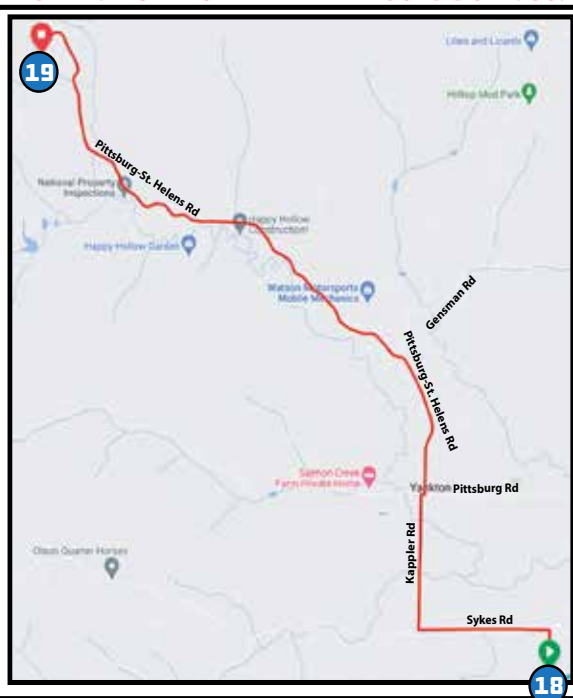 19
Lilies and Lizards
Hilltop Mod Park
Pittsburg-St. Helens Rd
National Property
Inspections
Happy Hollow
Construction
Happy Hollow Garden
Watson Motorsports
Mobile Mechanics
Gensman Rd
Pittsburg-St. Helens Rd
Salmon Creek
Farm Private Home
Yankton Pittsburg Rd
Kappler Rd
Olson Quarter Horses
Sykes Rd
18